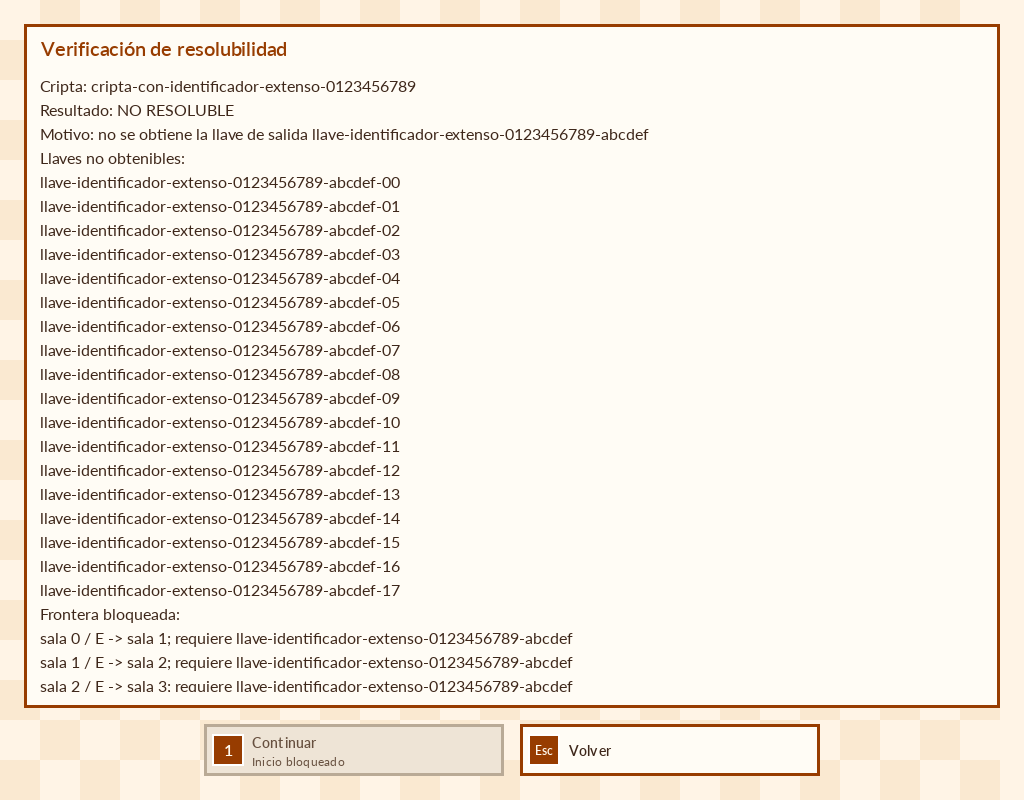 Verificación de resolubilidad
Cripta: cripta-con-identificador-extenso-0123456789
Resultado: NO RESOLUBLE
Motivo: no se obtiene la llave de salida llave-identificador-extenso-0123456789-abcdef
Llaves no obtenibles:
llave-identificador-extenso-0123456789-abcdef-00
llave-identificador-extenso-0123456789-abcdef-01
llave-identificador-extenso-0123456789-abcdef-02
llave-identificador-extenso-0123456789-abcdef-03
llave-identificador-extenso-0123456789-abcdef-04
llave-identificador-extenso-0123456789-abcdef-05
llave-identificador-extenso-0123456789-abcdef-06
llave-identificador-extenso-0123456789-abcdef-07
llave-identificador-extenso-0123456789-abcdef-08
llave-identificador-extenso-0123456789-abcdef-09
llave-identificador-extenso-0123456789-abcdef-10
llave-identificador-extenso-0123456789-abcdef-11
llave-identificador-extenso-0123456789-abcdef-12
llave-identificador-extenso-0123456789-abcdef-13
llave-identificador-extenso-0123456789-abcdef-14
llave-identificador-extenso-0123456789-abcdef-15
llave-identificador-extenso-0123456789-abcdef-16
llave-identificador-extenso-0123456789-abcdef-17
Frontera bloqueada:
sala 0 / E -> sala 1; requiere llave-identificador-extenso-0123456789-abcdef
sala 1 / E -> sala 2; requiere llave-identificador-extenso-0123456789-abcdef
sala 2 / E -> sala 3; requiere llave-identificador-extenso-0123456789-abcdef
1 Continuar
Inicio bloqueado
Esc Volver